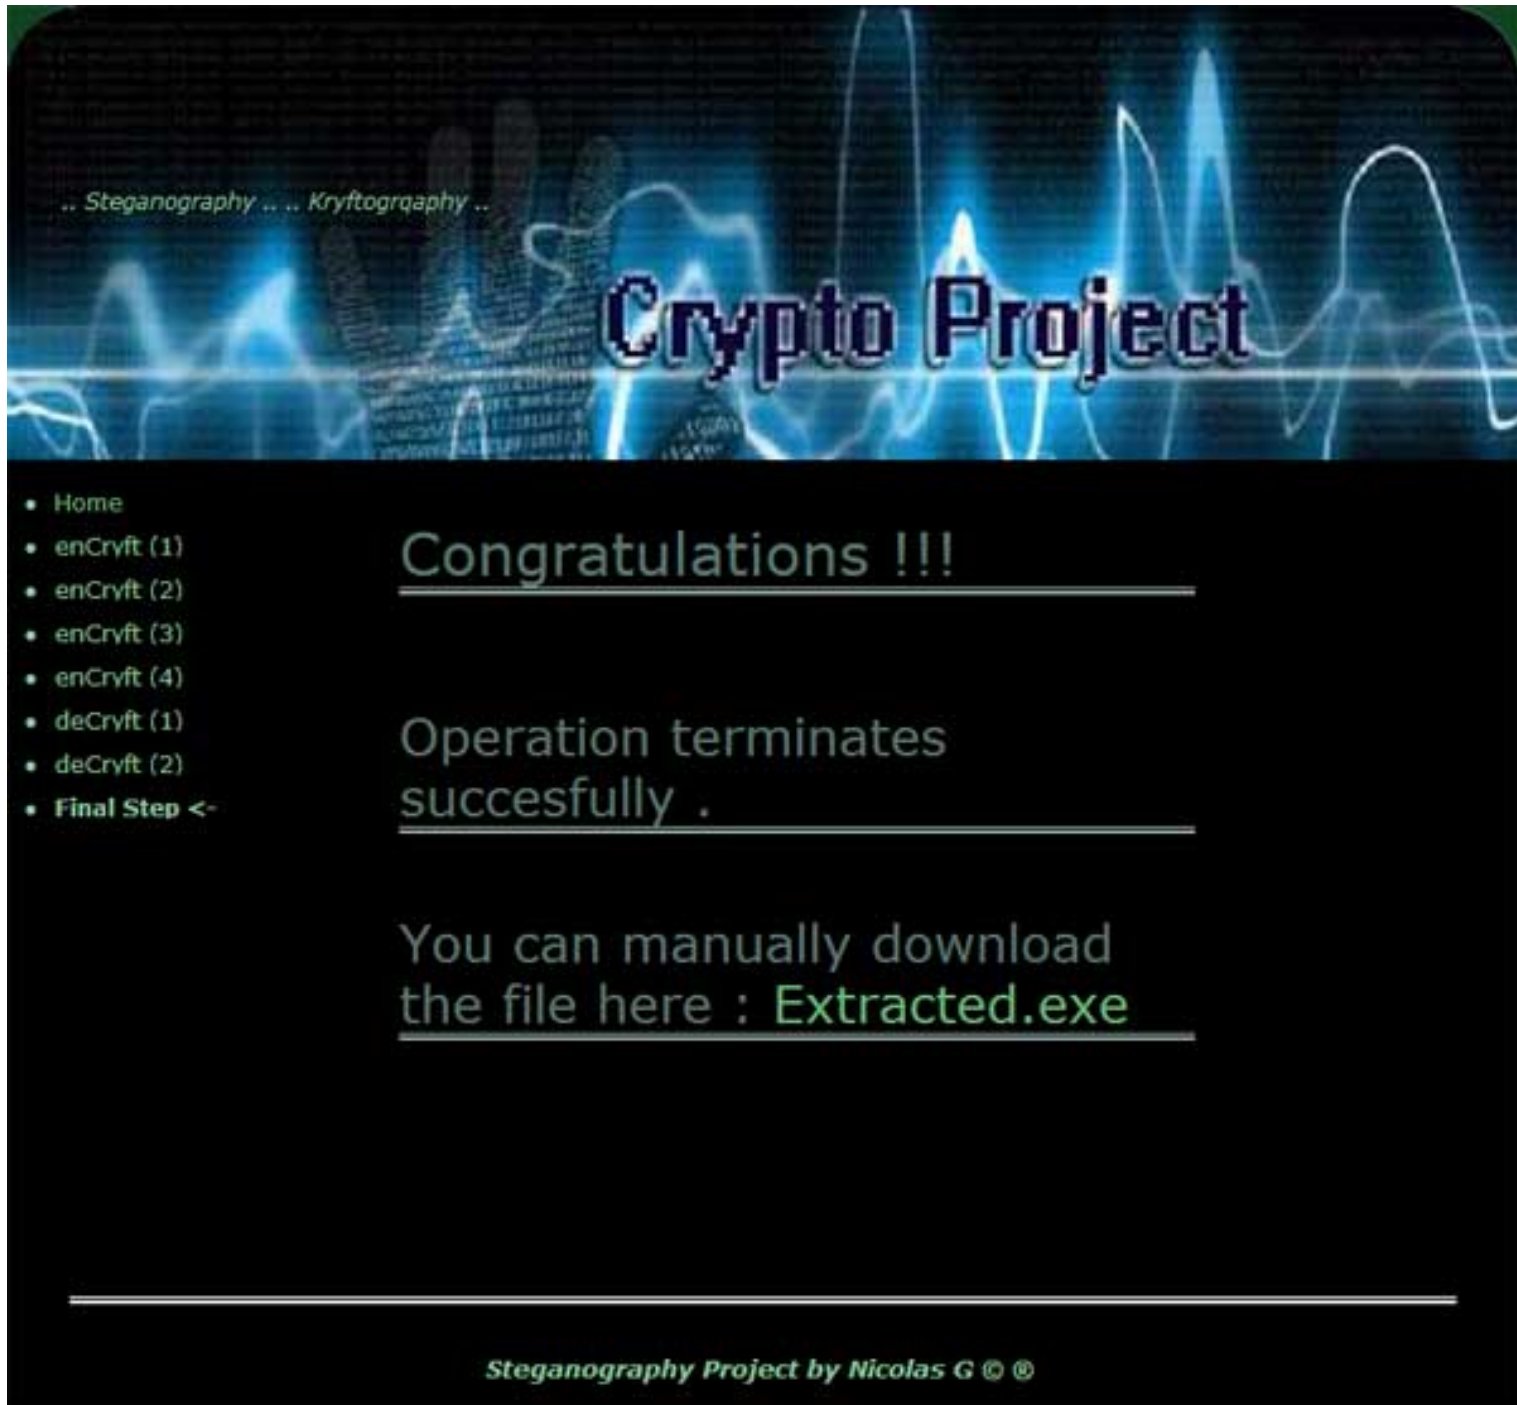 .. Steganography .. .. Kryftogrqaphy ..
Crypto Project
Home
enCryft (1)
enCryft (2)
enCryft (3)
enCryft (4)
deCryft (1)
deCryft (2)
Final Step <-
Congratulations !!!
Operation terminates
succesfully .
You can manually download
the file here : Extracted.exe
Steganography Project by Nicolas G © ®